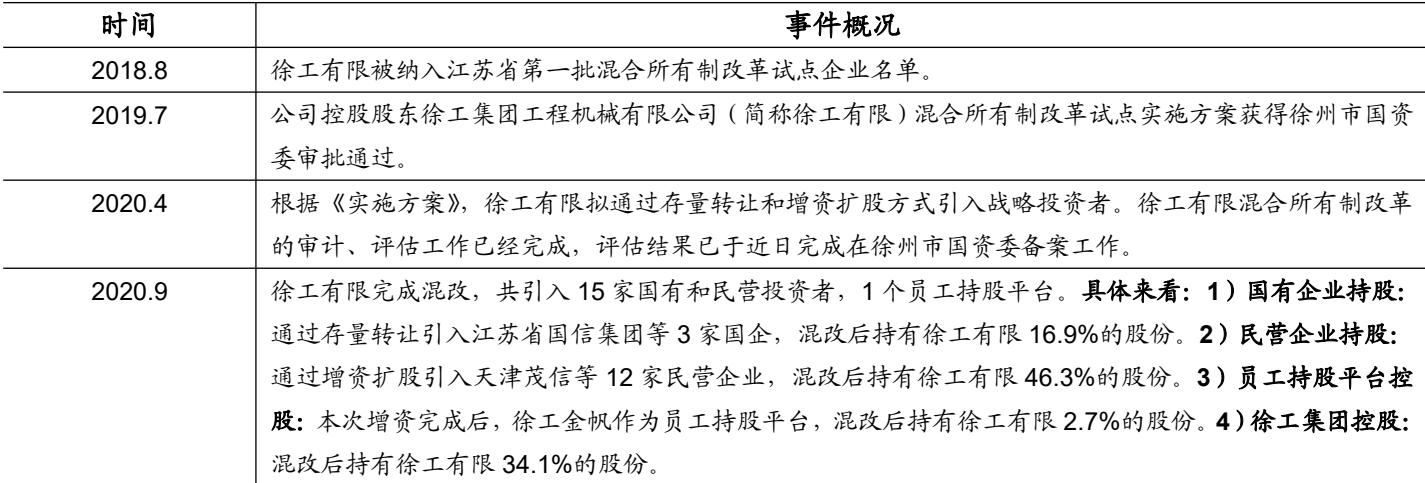 时间 事件概况
2018.8 徐工有限被纳入江苏省第一批混合所有制改革试点企业名单。
2019.7 公司控股股东徐工集团工程机械有限公司（简称徐工有限）混合所有制改革试点实施方案获得徐州市国资
委审批通过。
2020.4 根据《实施方案》，徐工有限拟通过存量转让和增资扩股方式引入战略投资者。徐工有限混合所有制改革
的审计、评估工作已经完成，评估结果已于近日完成在徐州市国资委备案工作。
2020.9 徐工有限完成混改，共引入 15 家国有和民营投资者，1 个员工持股平台。具体来看：1）国有企业持股：
通过存量转让引入江苏省国信集团等 3 家国企，混改后持有徐工有限 16.9%的股份。2）民营企业持股：
通过增资扩股引入天津茂信等 12 家民营企业，混改后持有徐工有限 46.3%的股份。3）员工持股平台控
股：本次增资完成后，徐工金帆作为员工持股平台，混改后持有徐工有限 2.7%的股份。4）徐工集团控股：
混改后持有徐工有限 34.1%的股份。